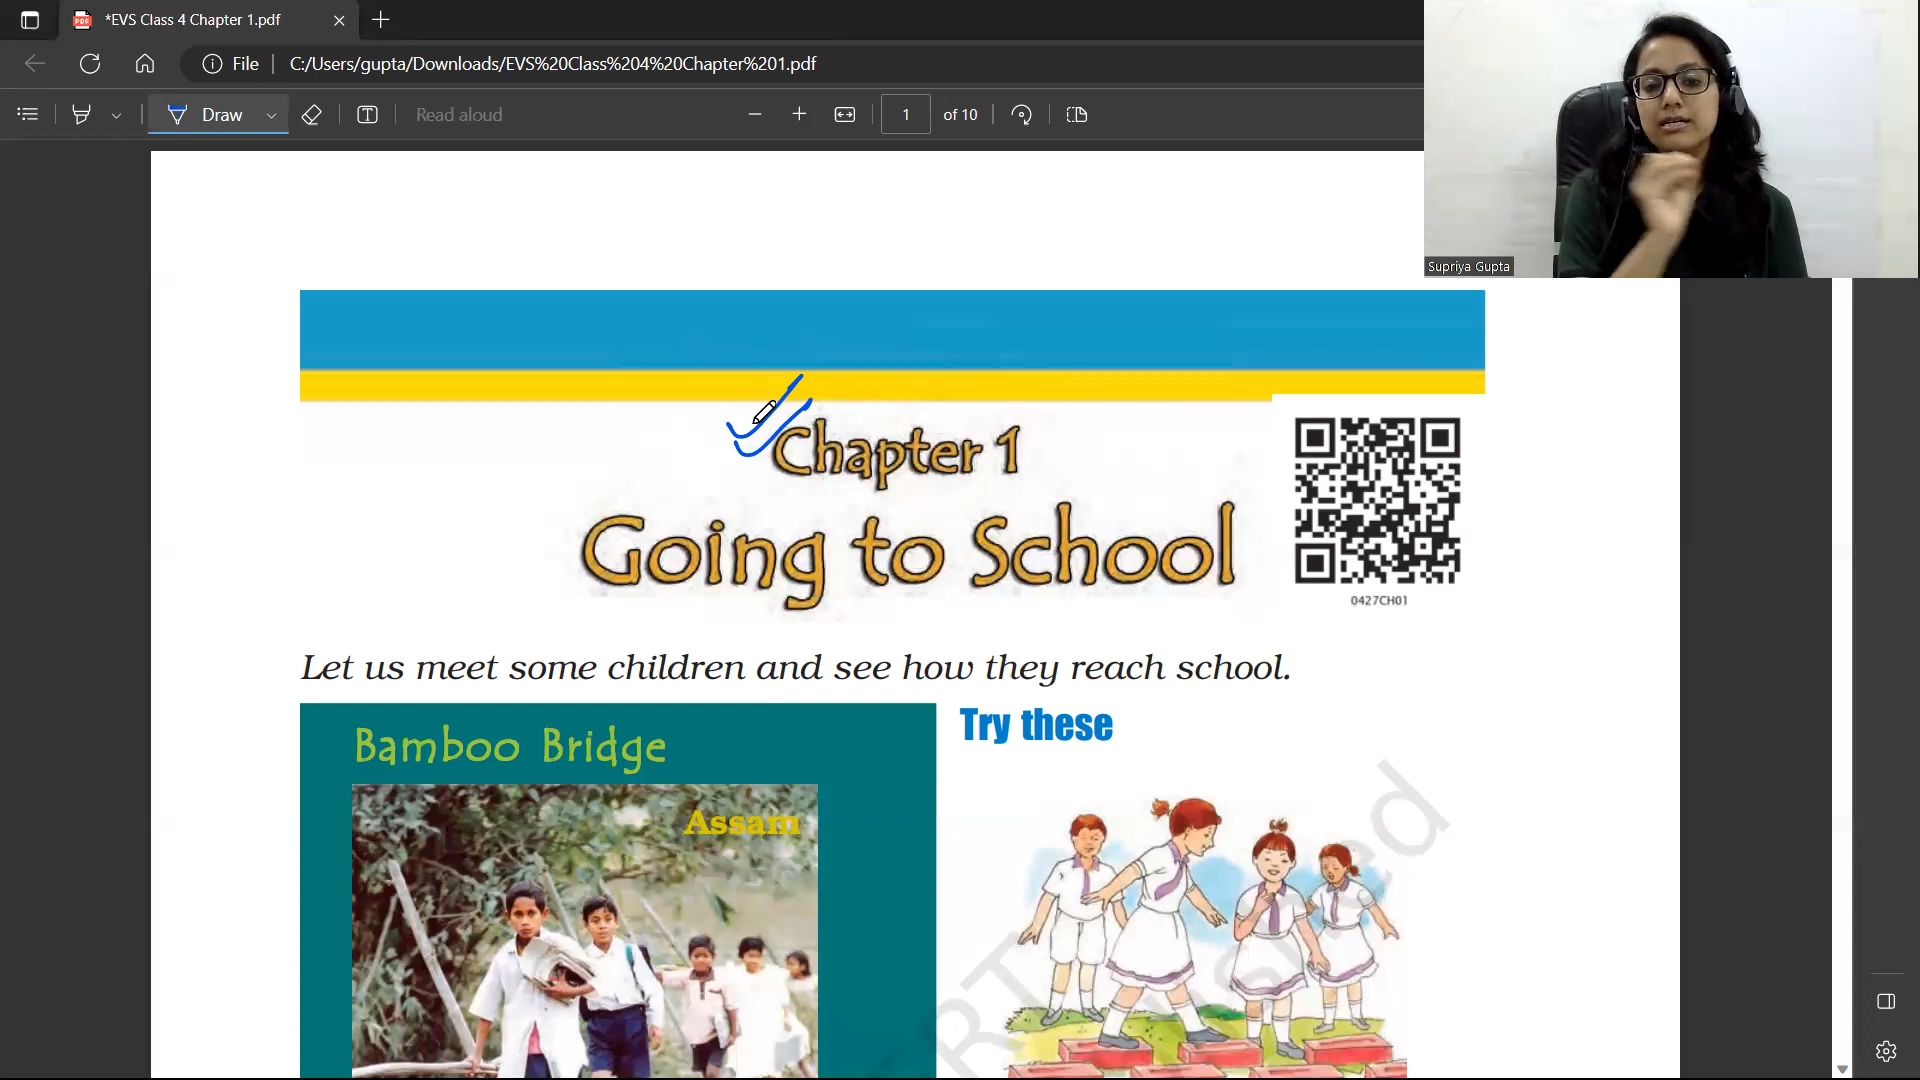 *EVS Class 4 Chapter 1.pdf
File
C:/Users/gupta/Downloads/EVS%20Class%204%20Chapter%201.pdf
Draw
Read aloud
1 of 10
Supriya Gupta
Chapter 1
Going to School
0427CH01
Let us meet some children and see how they reach school.
Bamboo Bridge
Assam
Try these